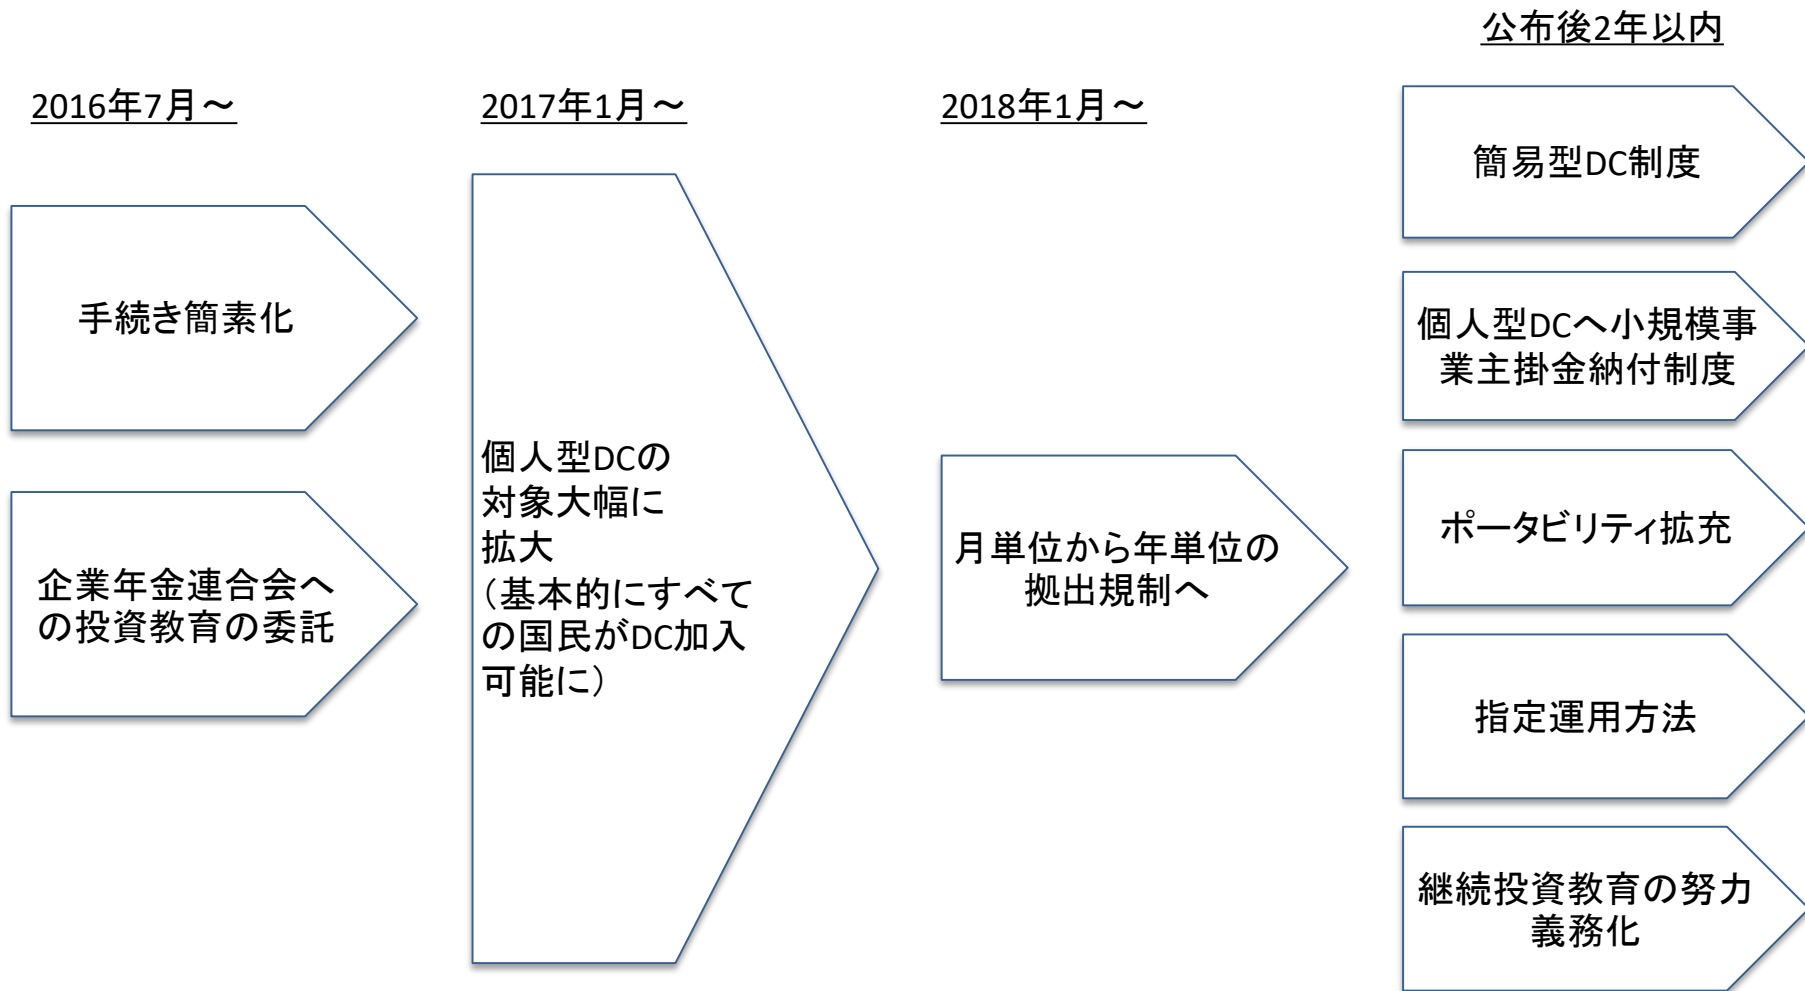 2016年7月～
手続き簡素化
企業年金連合会へ
の投資教育の委託
2017年1月～
個人型DCの
対象大幅に
拡大
（基本的にすべて
の国民がDC加入
可能に）
2018年1月～
月単位から年単位の
拠出規制へ
公布後2年以内
簡易型DC制度
個人型DCへ小規模事
業主掛金納付制度
ポータビリティ拡充
指定運用方法
継続投資教育の努力
義務化